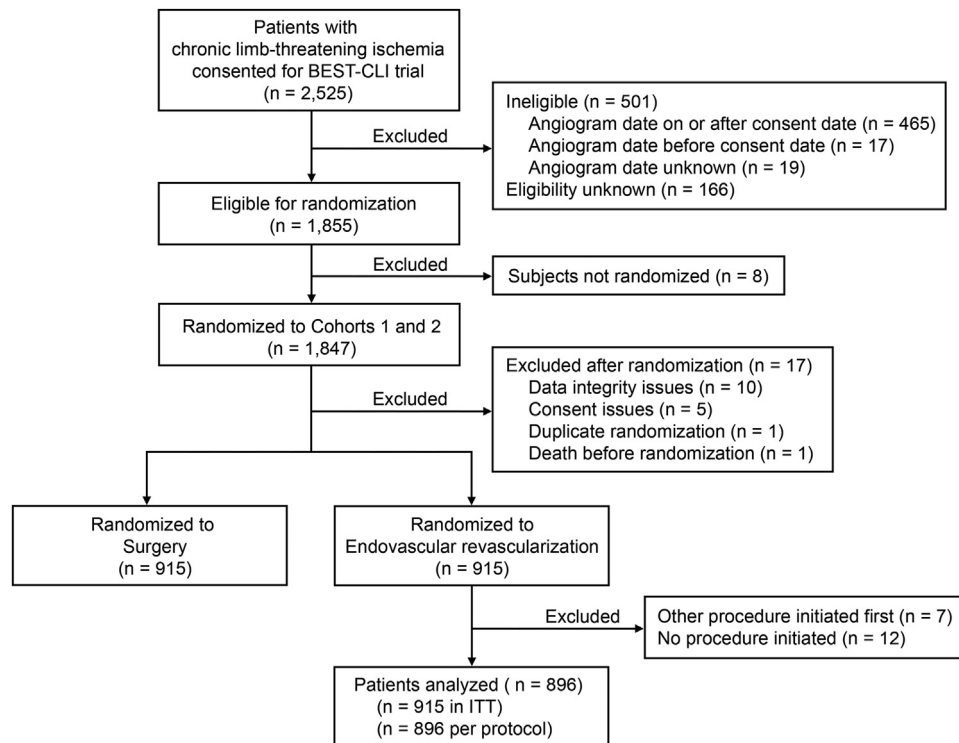 Patients with
chronic limb-threatening ischemia
consented for BEST-CLI trial
(n = 2,525)
Excluded
Ineligible (n = 501)
Angiogram date on or after consent date (n = 465)
Angiogram date before consent date (n = 17)
Angiogram date unknown (n = 19)
Eligibility unknown (n = 166)
Eligible for randomization
(n = 1,855)
Excluded
Subjects not randomized (n = 8)
Randomized to Cohorts 1 and 2
(n = 1,847)
Excluded
Excluded after randomization (n = 17)
Data integrity issues (n = 10)
Consent issues (n = 5)
Duplicate randomization (n = 1)
Death before randomization (n = 1)
Randomized to
Surgery
(n = 915)
Randomized to
Endovascular revascularization
(n = 915)
Excluded
Other procedure initiated first (n = 7)
No procedure initiated (n = 12)
Patients analyzed ( n = 896)
(n = 915 in ITT)
(n = 896 per protocol)